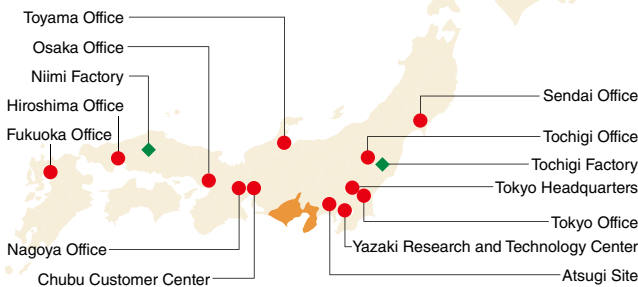 Toyama Office
Osaka Office
Niimi Factory
Hiroshima Office
Fukuoka Office
Nagoya Office
Chubu Customer Center
Sendai Office
Tochigi Office
Tochigi Factory
Tokyo Headquarters
Tokyo Office
Yazaki Research and Technology Center
Atsugi Site